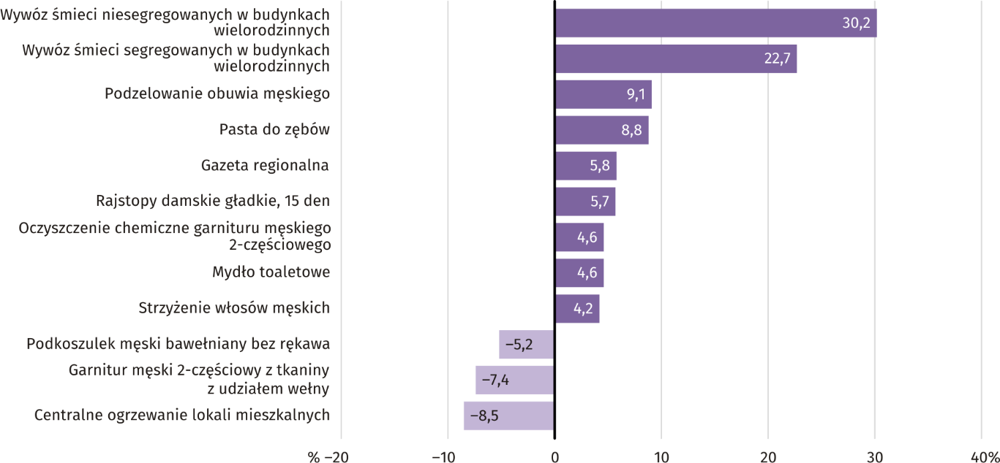 Wywóz śmieci niesegregowanych w budynkach
wielorodzinnych
30,2
Wywóz śmieci segregowanych w budynkach
wielorodzinnych
22,7
Podzelowanie obuwia męskiego
9,1
Pasta do zębów
8,8
Gazeta regionalna
5,8
Rajstopy damskie gładkie, 15 den
5,7
Oczyszczenie chemiczne garnituru męskiego
2-częściowego
4,6
Mydło toaletowe
4,6
Strzyżenie włosów męskich
4,2
Podkoszulek męski bawełniany bez rękawa
–5,2
Garnitur męski 2-częściowy z tkaniny
z udziałem wełny
–7,4
Centralne ogrzewanie lokali mieszkalnych
–8,5
% –20 –10 0 10 20 30 40%